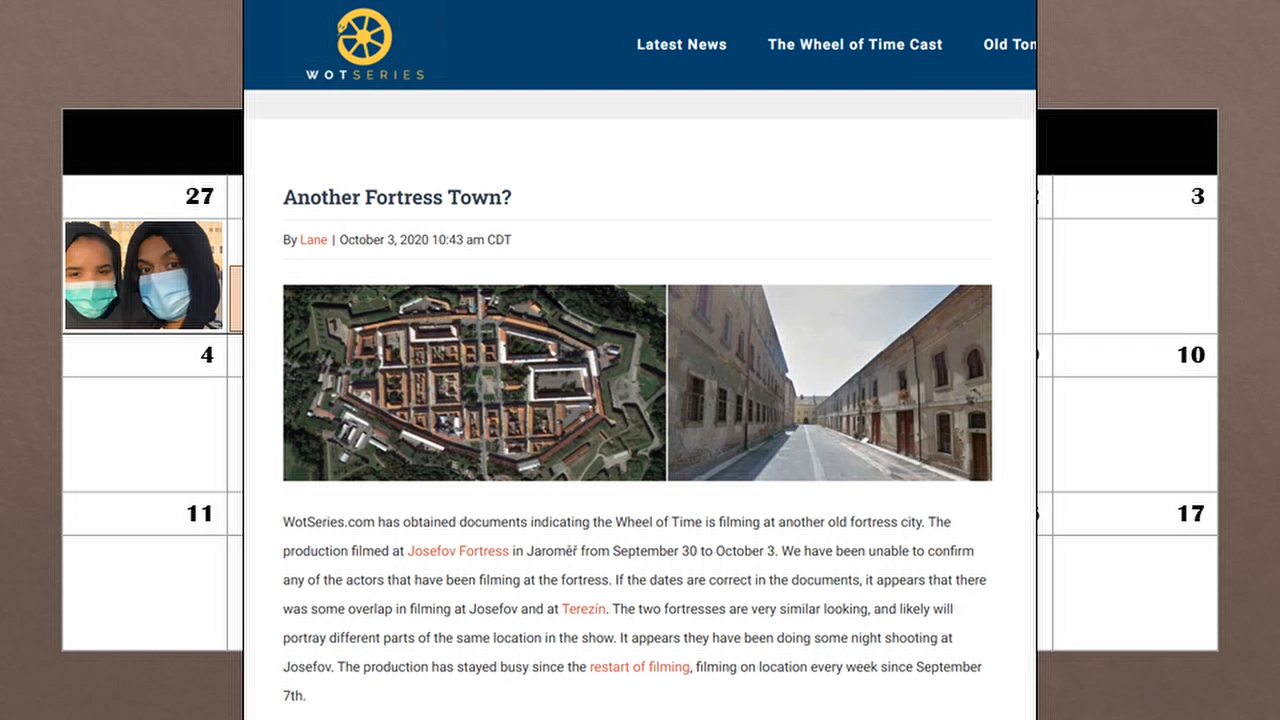 WOTSERIES
Latest News The Wheel of Time Cast Old
27
3
Another Fortress Town?
By Lane | October 3, 2020 10:43 am CDT
4
10
11
17
WotSeries.com has obtained documents indicating the Wheel of Time is filming at another old fortress city. The
production filmed at Josefov Fortress in Jaroměř from September 30 to October 3. We have been unable to confirm
any of the actors that have been filming at the fortress. If the dates are correct in the documents, it appears that there
was some overlap in filming at Josefov and at Terezín. The two fortresses are very similar looking, and likely will
portray different parts of the same location in the show. It appears they have been doing some night shooting at
Josefov. The production has stayed busy since the restart of filming, filming on location every week since September
7th.